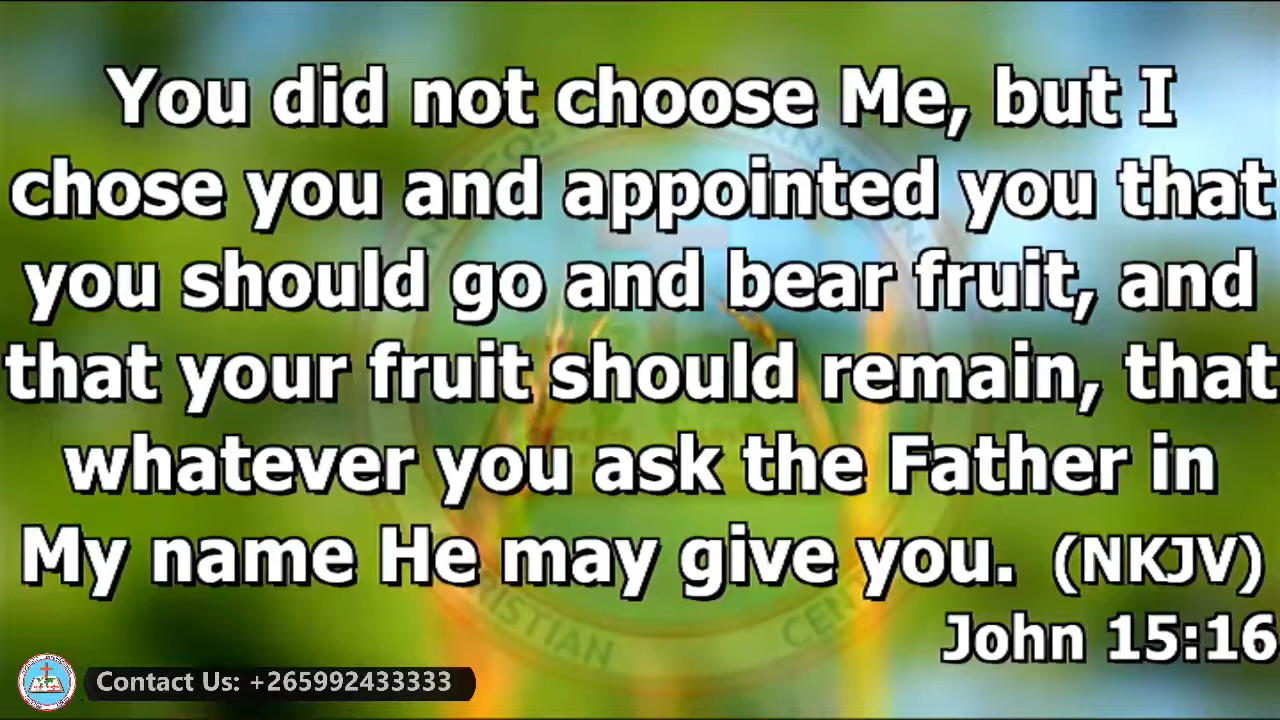 You did not choose Me, but I
chose you and appointed you that
you should go and bear fruit, and
that your fruit should remain, that
whatever you ask the Father in
My name He may give you. (NKJV)
John 15:16
Contact Us: +265992433333